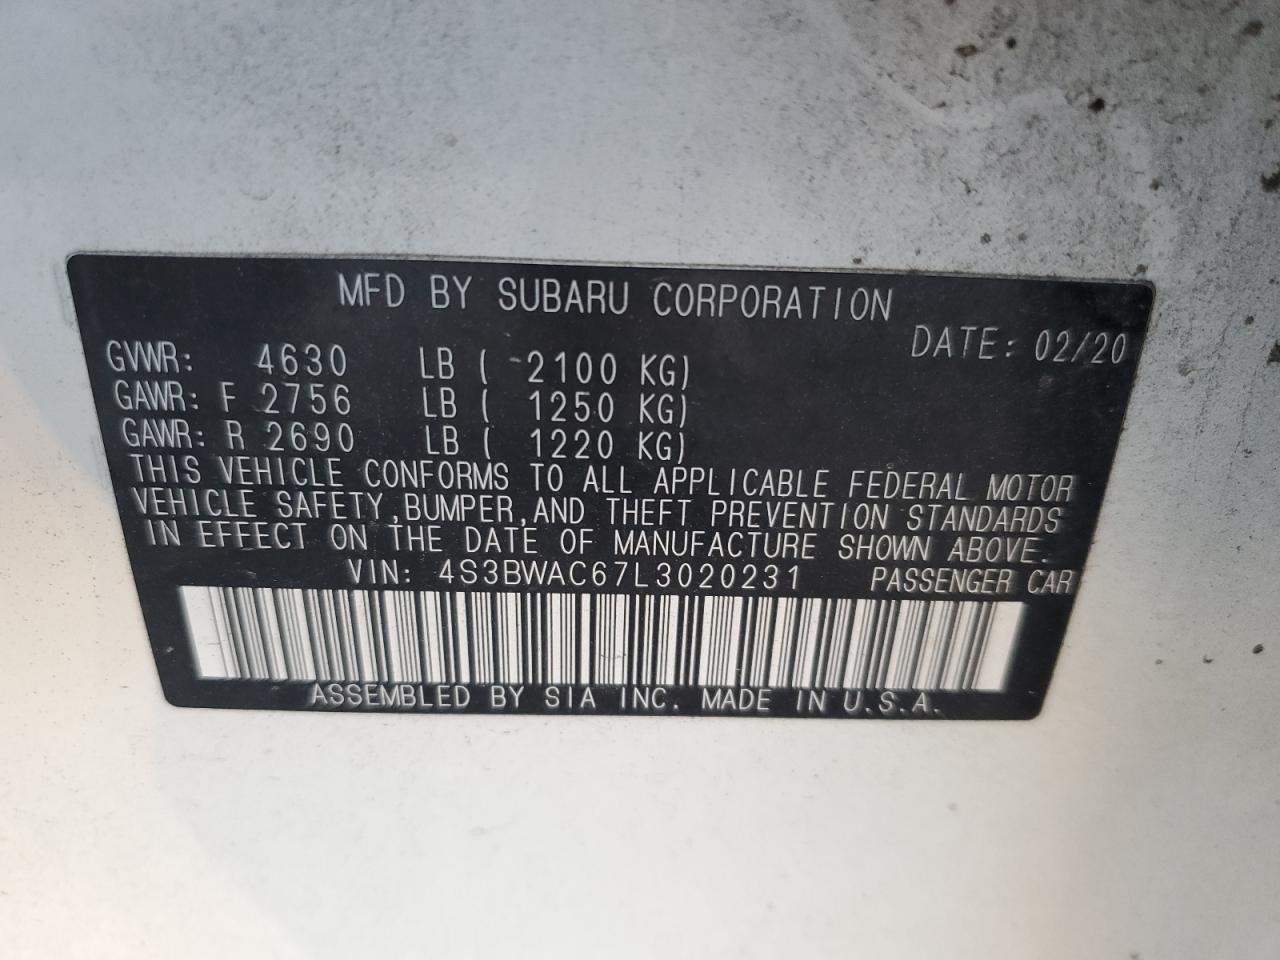 MFD BY SUBARU CORPORATION
DATE: 02/20
GVWR: 4630 LB ( 2100 KG)
GAWR: F 2756 LB ( 1250 KG)
GAWR: R 2690 LB ( 1220 KG)
THIS VEHICLE CONFORMS TO ALL APPLICABLE FEDERAL MOTOR
VEHICLE SAFETY,BUMPER,AND THEFT PREVENTION STANDARDS
IN EFFECT ON THE DATE OF MANUFACTURE SHOWN ABOVE.
VIN: 4S3BWAC67L3020231 PASSENGER CAR
ASSEMBLED BY SIA INC. MADE IN U.S.A.